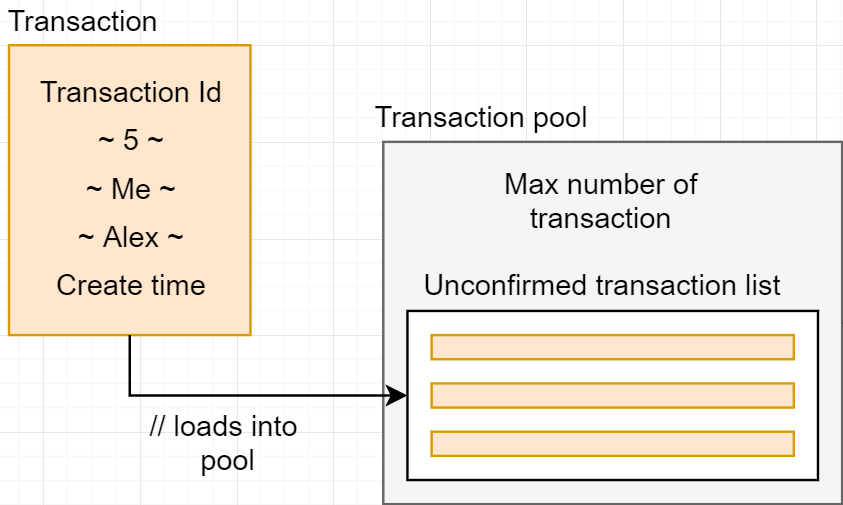 Transaction
Transaction Id
~ 5 ~
~ Me ~
~ Alex ~
Create time
// loads into
pool
Transaction pool
Max number of
transaction
Unconfirmed transaction list